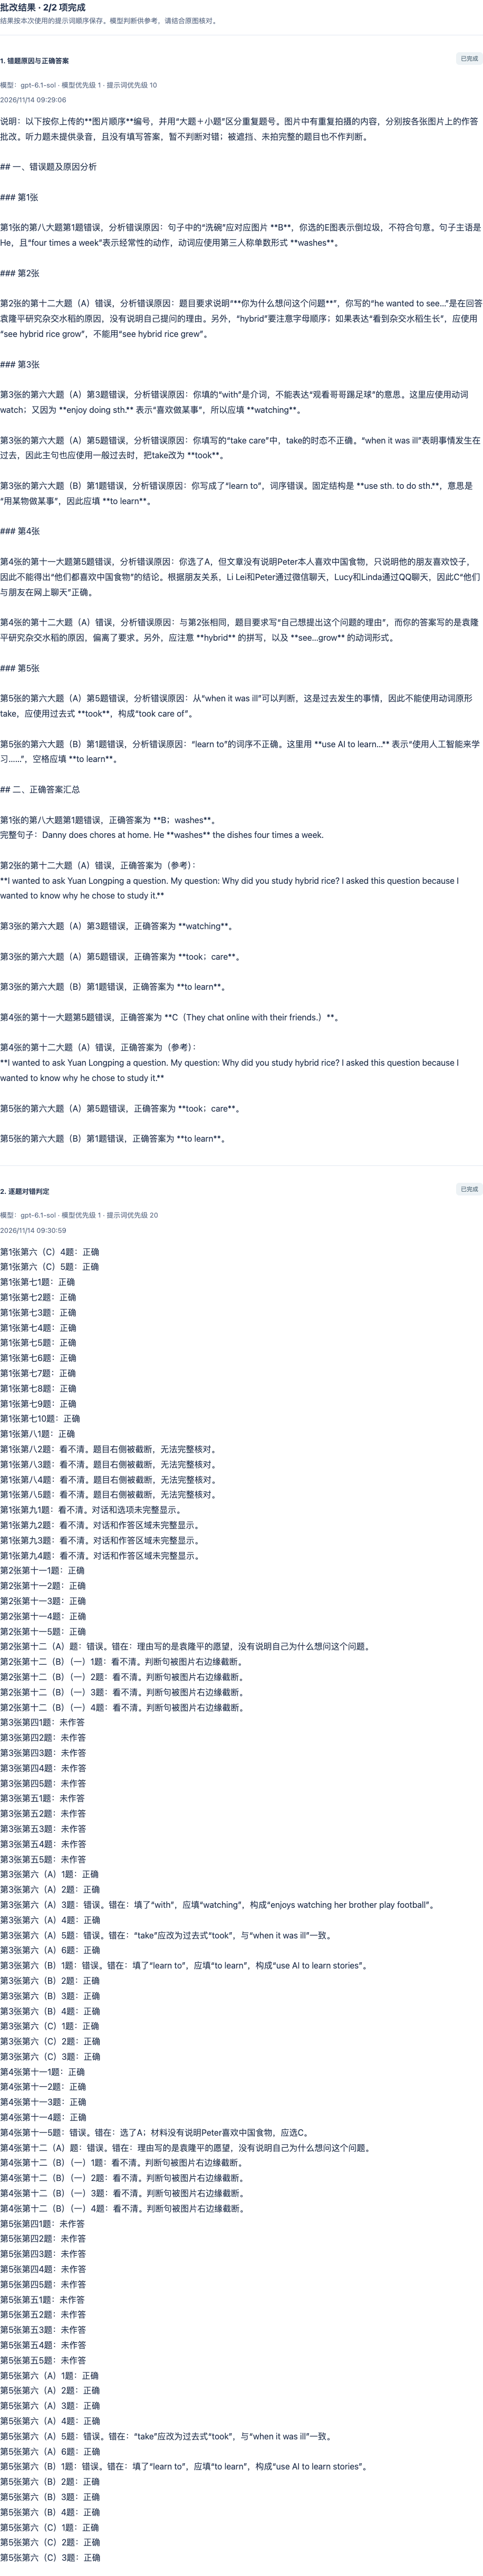 批改结果 · 2/2 项完成
结果按本次使用的提示词顺序保存。模型判断供参考，请结合原图核对。
1. 错题原因与正确答案
已完成
模型：gpt-6.1-sol · 模型优先级 1 · 提示词优先级 10
2026/11/14 09:29:06
说明：以下按你上传的**图片顺序**编号，并用“大题＋小题”区分重复题号。图片中有重复拍摄的内容，分别按各张图片上的作答
批改。听力题未提供录音，且没有填写答案，暂不判断对错；被遮挡、未拍完整的题目也不作判断。
## 一、错误题及原因分析
### 第1张
第1张的第八大题第1题错误，分析错误原因：句子中的“洗碗”应对应图片 **B**，你选的E图表示倒垃圾，不符合句意。句子主语是
He，且“four times a week”表示经常性的动作，动词应使用第三人称单数形式 **washes**。
### 第2张
第2张的第十二大题（A）错误，分析错误原因：题目要求说明“**你为什么想问这个问题**”，你写的“he wanted to see...”是在回答
袁隆平研究杂交水稻的原因，没有说明自己提问的理由。另外，“hybrid”要注意字母顺序；如果表达“看到杂交水稻生长”，应使用
“see hybrid rice grow”，不能用“see hybrid rice grew”。
### 第3张
第3张的第六大题（A）第3题错误，分析错误原因：你填的“with”是介词，不能表达“观看哥哥踢足球”的意思。这里应使用动词
watch；又因为 **enjoy doing sth.** 表示“喜欢做某事”，所以应填 **watching**。
第3张的第六大题（A）第5题错误，分析错误原因：你填写的“take care”中，take的时态不正确。“when it was ill”表明事情发生在
过去，因此主句也应使用一般过去时，把take改为 **took**。
第3张的第六大题（B）第1题错误，分析错误原因：你写成了“learn to”，词序错误。固定结构是 **use sth. to do sth.**，意思是
“用某物做某事”，因此应填 **to learn**。
### 第4张
第4张的第十一大题第5题错误，分析错误原因：你选了A，但文章没有说明Peter本人喜欢中国食物，只说明他的朋友喜欢饺子，
因此不能得出“他们都喜欢中国食物”的结论。根据朋友关系，Li Lei和Peter通过微信聊天，Lucy和Linda通过QQ聊天，因此C“他们
与朋友在网上聊天”正确。
第4张的第十二大题（A）错误，分析错误原因：与第2张相同，题目要求写“自己想提出这个问题的理由”，而你的答案写的是袁隆
平研究杂交水稻的原因，偏离了要求。另外，应注意 **hybrid** 的拼写，以及 **see...grow** 的动词形式。
### 第5张
第5张的第六大题（A）第5题错误，分析错误原因：从“when it was ill”可以判断，这是过去发生的事情，因此不能使用动词原形
take，应使用过去式 **took**，构成“took care of”。
第5张的第六大题（B）第1题错误，分析错误原因：“learn to”的词序不正确。这里用 **use AI to learn...** 表示“使用人工智能来学
习……”，空格应填 **to learn**。
## 二、正确答案汇总
第1张的第八大题第1题错误，正确答案为 **B；washes**。
完整句子：Danny does chores at home. He **washes** the dishes four times a week.
第2张的第十二大题（A）错误，正确答案为（参考）：
**I wanted to ask Yuan Longping a question. My question: Why did you study hybrid rice? I asked this question because I
wanted to know why he chose to study it.**
第3张的第六大题（A）第3题错误，正确答案为 **watching**。
第3张的第六大题（A）第5题错误，正确答案为 **took；care**。
第3张的第六大题（B）第1题错误，正确答案为 **to learn**。
第4张的第十一大题第5题错误，正确答案为 **C（They chat online with their friends.）**。
第4张的第十二大题（A）错误，正确答案为（参考）：
**I wanted to ask Yuan Longping a question. My question: Why did you study hybrid rice? I asked this question because I
wanted to know why he chose to study it.**
第5张的第六大题（A）第5题错误，正确答案为 **took；care**。
第5张的第六大题（B）第1题错误，正确答案为 **to learn**。
2. 逐题对错判定
已完成
模型：gpt-6.1-sol · 模型优先级 1 · 提示词优先级 20
2026/11/14 09:30:59
第1张第六（C）4题：正确
第1张第六（C）5题：正确
第1张第七1题：正确
第1张第七2题：正确
第1张第七3题：正确
第1张第七4题：正确
第1张第七5题：正确
第1张第七6题：正确
第1张第七7题：正确
第1张第七8题：正确
第1张第七9题：正确
第1张第七10题：正确
第1张第八1题：正确
第1张第八2题：看不清。题目右侧被截断，无法完整核对。
第1张第八3题：看不清。题目右侧被截断，无法完整核对。
第1张第八4题：看不清。题目右侧被截断，无法完整核对。
第1张第八5题：看不清。题目右侧被截断，无法完整核对。
第1张第九1题：看不清。对话和选项未完整显示。
第1张第九2题：看不清。对话和作答区域未完整显示。
第1张第九3题：看不清。对话和作答区域未完整显示。
第1张第九4题：看不清。对话和作答区域未完整显示。
第2张第十一1题：正确
第2张第十一2题：正确
第2张第十一3题：正确
第2张第十一4题：正确
第2张第十一5题：正确
第2张第十二（A）题：错误。错在：理由写的是袁隆平的愿望，没有说明自己为什么想问这个问题。
第2张第十二（B）（一）1题：看不清。判断句被图片右边缘截断。
第2张第十二（B）（一）2题：看不清。判断句被图片右边缘截断。
第2张第十二（B）（一）3题：看不清。判断句被图片右边缘截断。
第2张第十二（B）（一）4题：看不清。判断句被图片右边缘截断。
第3张第四1题：未作答
第3张第四2题：未作答
第3张第四3题：未作答
第3张第四4题：未作答
第3张第四5题：未作答
第3张第五1题：未作答
第3张第五2题：未作答
第3张第五3题：未作答
第3张第五4题：未作答
第3张第五5题：未作答
第3张第六（A）1题：正确
第3张第六（A）2题：正确
第3张第六（A）3题：错误。错在：填了“with”，应填“watching”，构成“enjoys watching her brother play football”。
第3张第六（A）4题：正确
第3张第六（A）5题：错误。错在：“take”应改为过去式“took”，与“when it was ill”一致。
第3张第六（A）6题：正确
第3张第六（B）1题：错误。错在：填了“learn to”，应填“to learn”，构成“use AI to learn stories”。
第3张第六（B）2题：正确
第3张第六（B）3题：正确
第3张第六（B）4题：正确
第3张第六（C）1题：正确
第3张第六（C）2题：正确
第3张第六（C）3题：正确
第4张第十一1题：正确
第4张第十一2题：正确
第4张第十一3题：正确
第4张第十一4题：正确
第4张第十一5题：错误。错在：选了A；材料没有说明Peter喜欢中国食物，应选C。
第4张第十二（A）题：错误。错在：理由写的是袁隆平的愿望，没有说明自己为什么想问这个问题。
第4张第十二（B）（一）1题：看不清。判断句被图片右边缘截断。
第4张第十二（B）（一）2题：看不清。判断句被图片右边缘截断。
第4张第十二（B）（一）3题：看不清。判断句被图片右边缘截断。
第4张第十二（B）（一）4题：看不清。判断句被图片右边缘截断。
第5张第四1题：未作答
第5张第四2题：未作答
第5张第四3题：未作答
第5张第四4题：未作答
第5张第四5题：未作答
第5张第五1题：未作答
第5张第五2题：未作答
第5张第五3题：未作答
第5张第五4题：未作答
第5张第五5题：未作答
第5张第六（A）1题：正确
第5张第六（A）2题：正确
第5张第六（A）3题：正确
第5张第六（A）4题：正确
第5张第六（A）5题：错误。错在：“take”应改为过去式“took”，与“when it was ill”一致。
第5张第六（A）6题：正确
第5张第六（B）1题：错误。错在：填了“learn to”，应填“to learn”，构成“use AI to learn stories”。
第5张第六（B）2题：正确
第5张第六（B）3题：正确
第5张第六（B）4题：正确
第5张第六（C）1题：正确
第5张第六（C）2题：正确
第5张第六（C）3题：正确